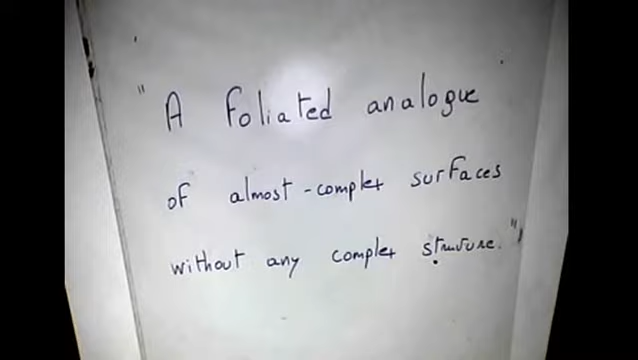 "A foliated analogue
of almost-complex surfaces
without any complex structure."